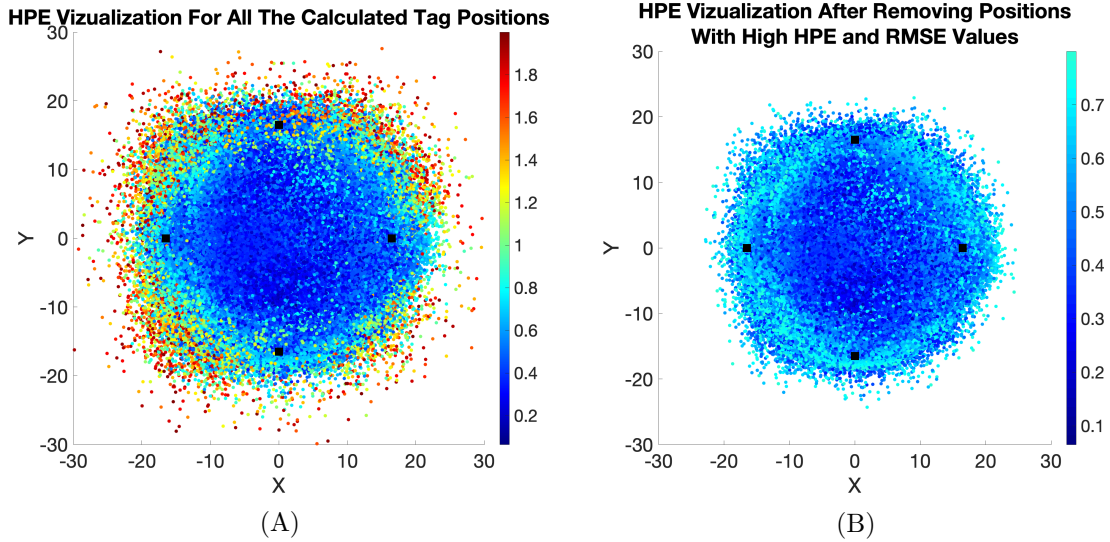 HPE Vizualization For All The Calculated Tag Positions
30
20
10
0
-10
-20
-30
Y
-30 -20 -10 0 10 20 30
X
1.8
1.6
1.4
1.2
1
0.8
0.6
0.4
0.2
(A)
HPE Vizualization After Removing Positions
With High HPE and RMSE Values
30
20
10
0
-10
-20
-30
Y
-30 -20 -10 0 10 20 30
X
0.7
0.6
0.5
0.4
0.3
0.2
0.1
(B)